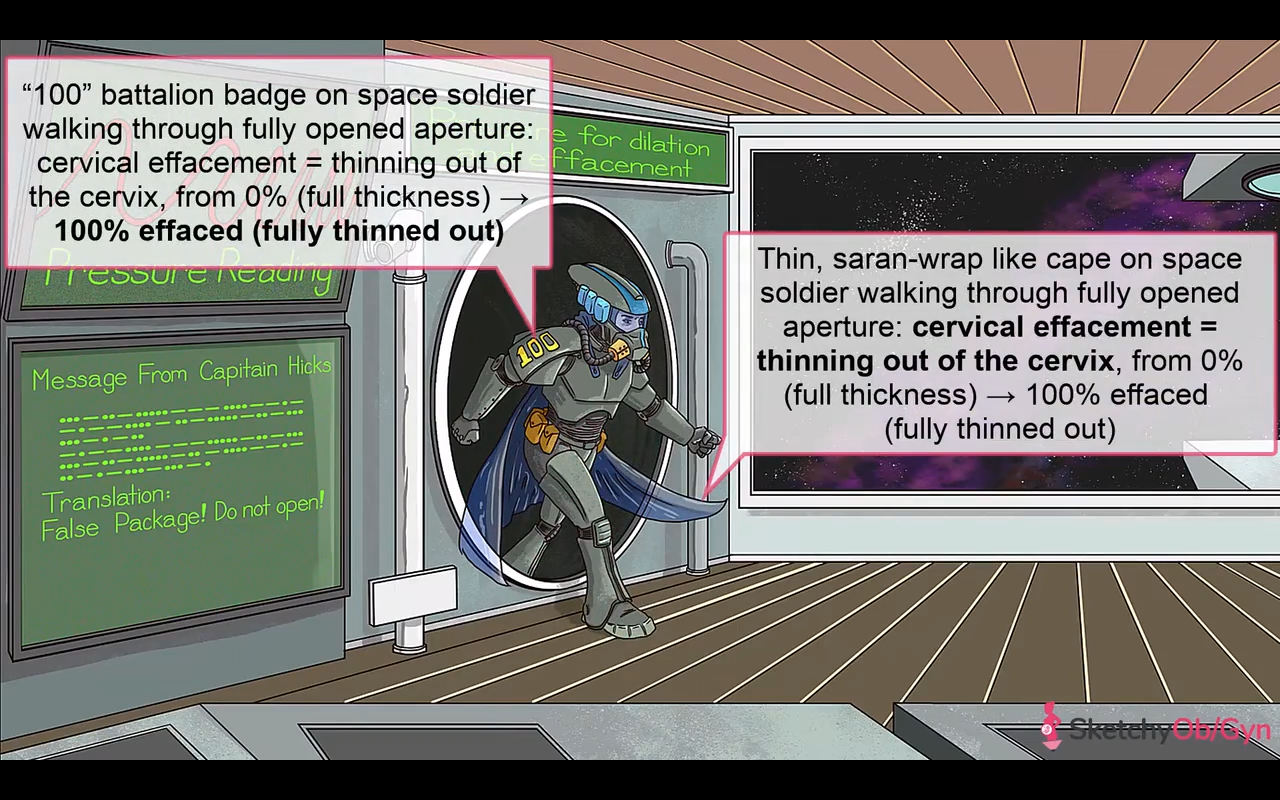 “100” battalion badge on space soldier
walking through fully opened aperture:
cervical effacement = thinning out of
the cervix, from 0% (full thickness) →
100% effaced (fully thinned out)
for dilation
effacement
Pressure Reading
Thin, saran-wrap like cape on space
soldier walking through fully opened
aperture: cervical effacement =
thinning out of the cervix, from 0%
(full thickness) → 100% effaced
(fully thinned out)
100
Message From Capitain Hicks
Translation:
False Package! Do not open!
SketchyOb/Gyn